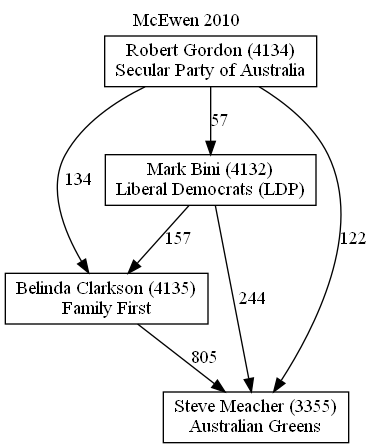 McEwen 2010
Robert Gordon (4134)
Secular Party of Australia
57
Mark Bini (4132)
Liberal Democrats (LDP)
134
122
157
244
Belinda Clarkson (4135)
Family First
805
Steve Meacher (3355)
Australian Greens